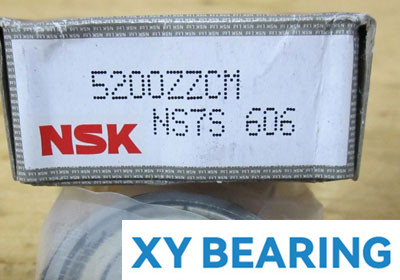 5200ZZCM
NSK
NS7S 606
XY BEARING